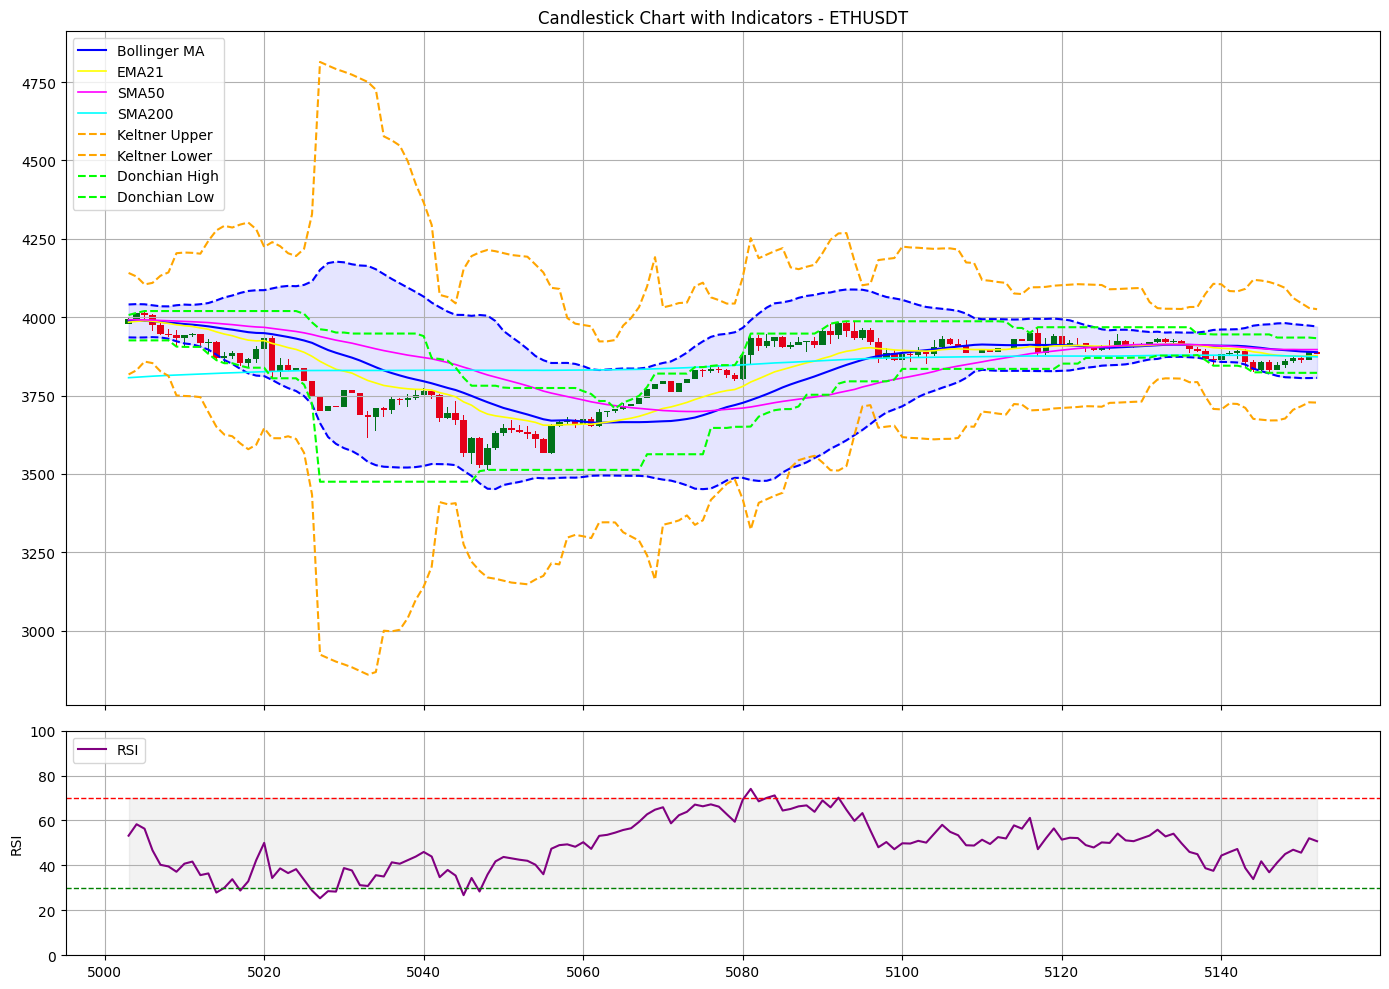 Candlestick Chart with Indicators - ETHUSDT
Bollinger MA
EMA21
SMA50
SMA200
Keltner Upper
Keltner Lower
Donchian High
Donchian Low
4750
4500
4250
4000
3750
3500
3250
3000
RSI
100
80
60
40
20
0
RSI
5000
5020
5040
5060
5080
5100
5120
5140